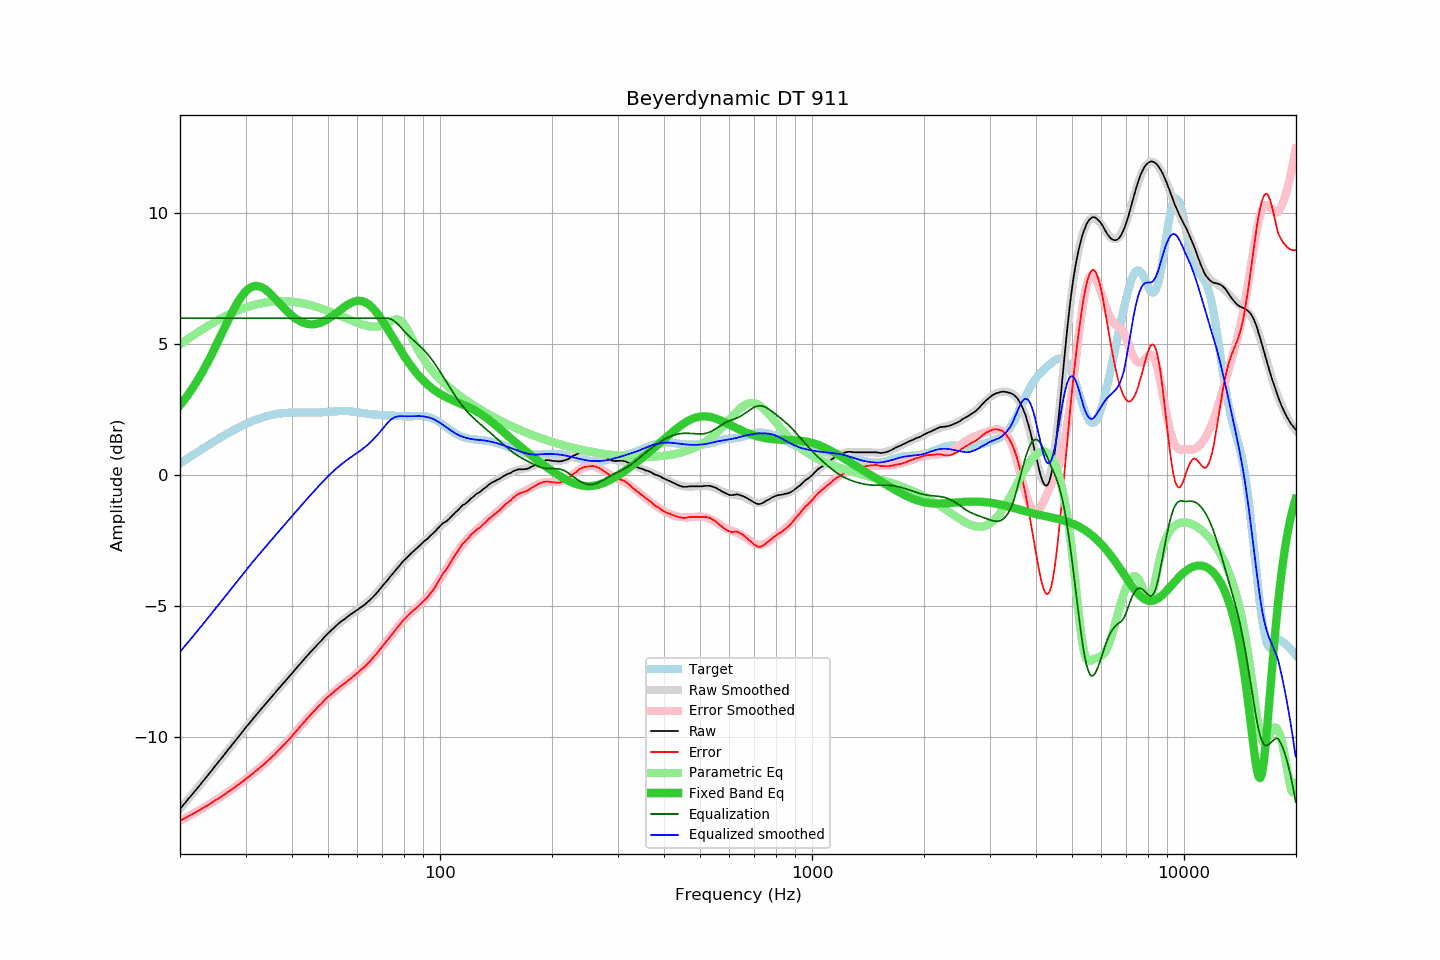 Beyerdynamic DT 911
Amplitude (dBr)
10
5
0
−5
−10
100
1000
10000
Frequency (Hz)
Target
Raw Smoothed
Error Smoothed
Raw
Error
Parametric Eq
Fixed Band Eq
Equalization
Equalized smoothed